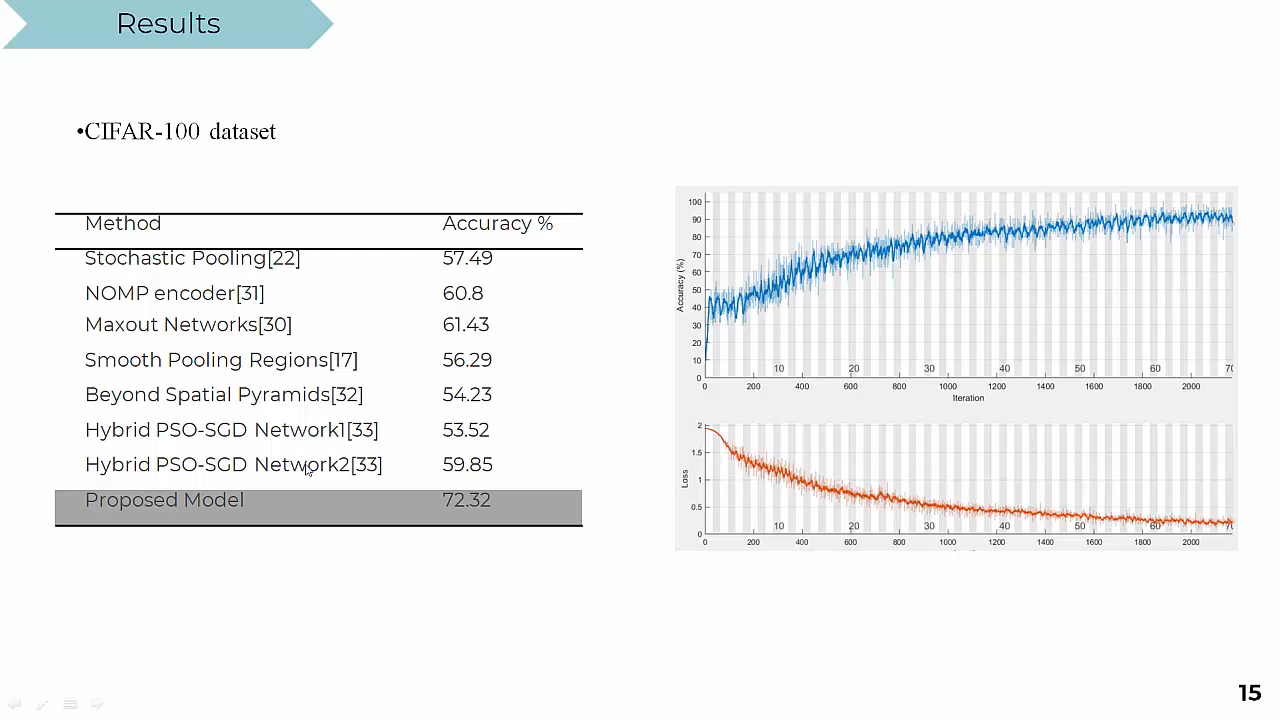 Results
•CIFAR-100 dataset
Method Accuracy %
Stochastic Pooling[22] 57.49
NOMP encoder[31] 60.8
Maxout Networks[30] 61.43
Smooth Pooling Regions[17] 56.29
Beyond Spatial Pyramids[32] 54.23
Hybrid PSO-SGD Network1[33] 53.52
Hybrid PSO-SGD Network2[33] 59.85
Proposed Model 72.32
Accuracy (%)
100
90
80
70
60
50
40
30
20
10
0
10 20 30 40 50 60 70
0 200 400 600 800 1000 1200 1400 1600 1800 2000
Iteration
Loss
2
1.5
1
0.5
0
10 20 30 40 50 60 70
0 200 400 600 800 1000 1200 1400 1600 1800 2000
15